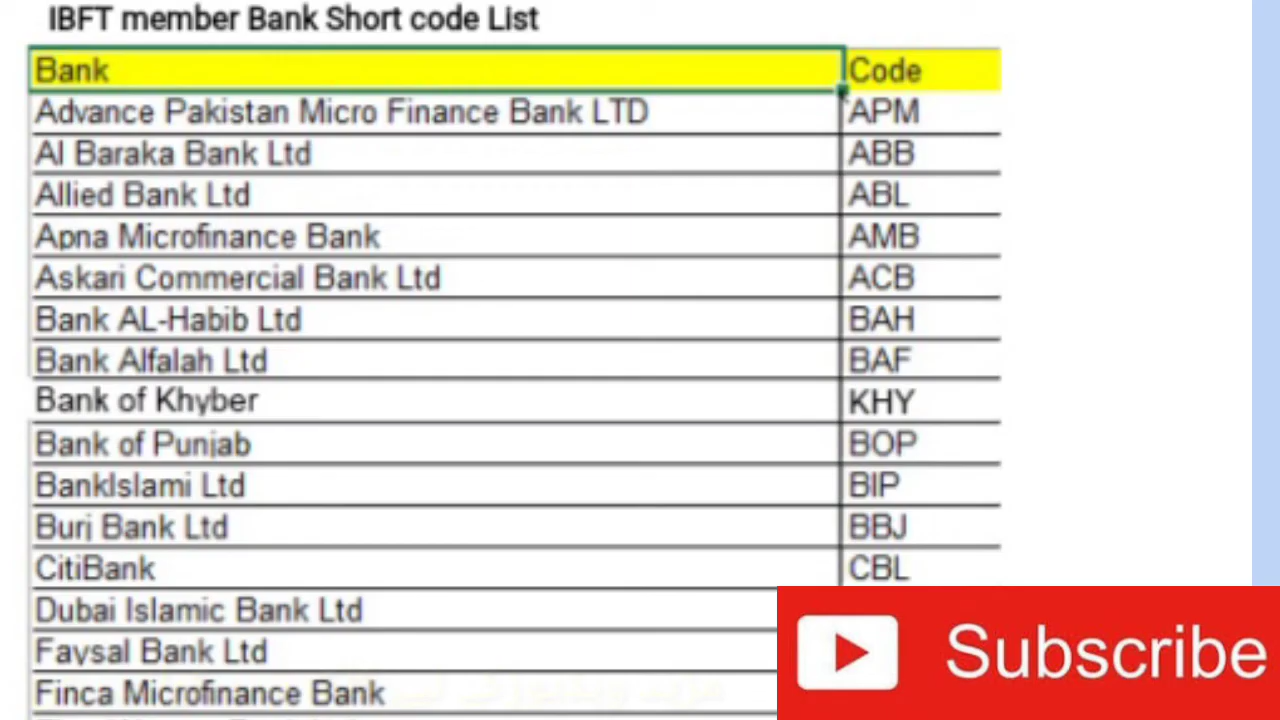 IBFT member Bank Short code List
Bank Code
Advance Pakistan Micro Finance Bank LTD APM
Al Baraka Bank Ltd ABB
Allied Bank Ltd ABL
Apna Microfinance Bank AMB
Askari Commercial Bank Ltd ACB
Bank AL-Habib Ltd BAH
Bank Alfalah Ltd BAF
Bank of Khyber KHY
Bank of Punjab BOP
BankIslami Ltd BIP
Burj Bank Ltd BBJ
CitiBank CBL
Dubai Islamic Bank Ltd
Faysal Bank Ltd
Finca Microfinance Bank
Subscribe